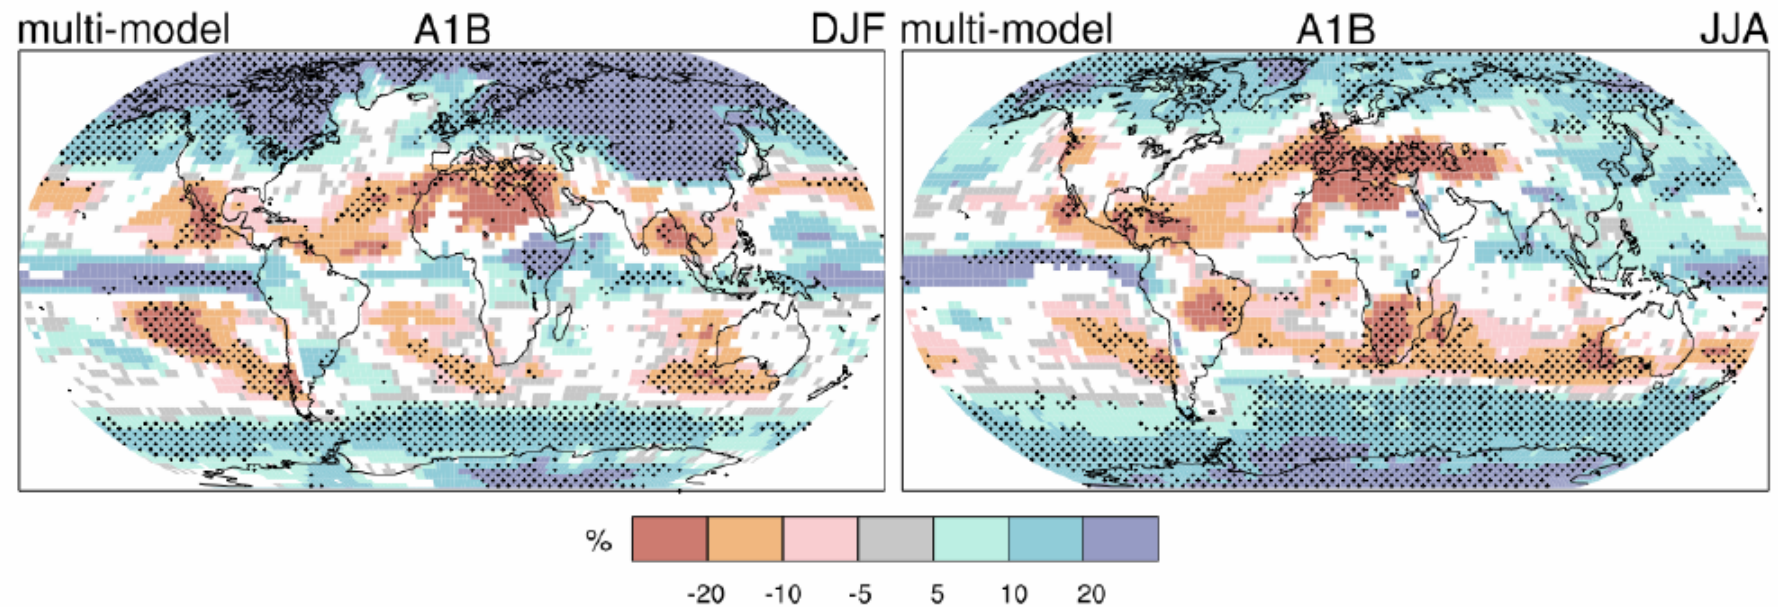 multi-model A1B DJF
multi-model A1B JJA
%
-20 -10 -5 5 10 20